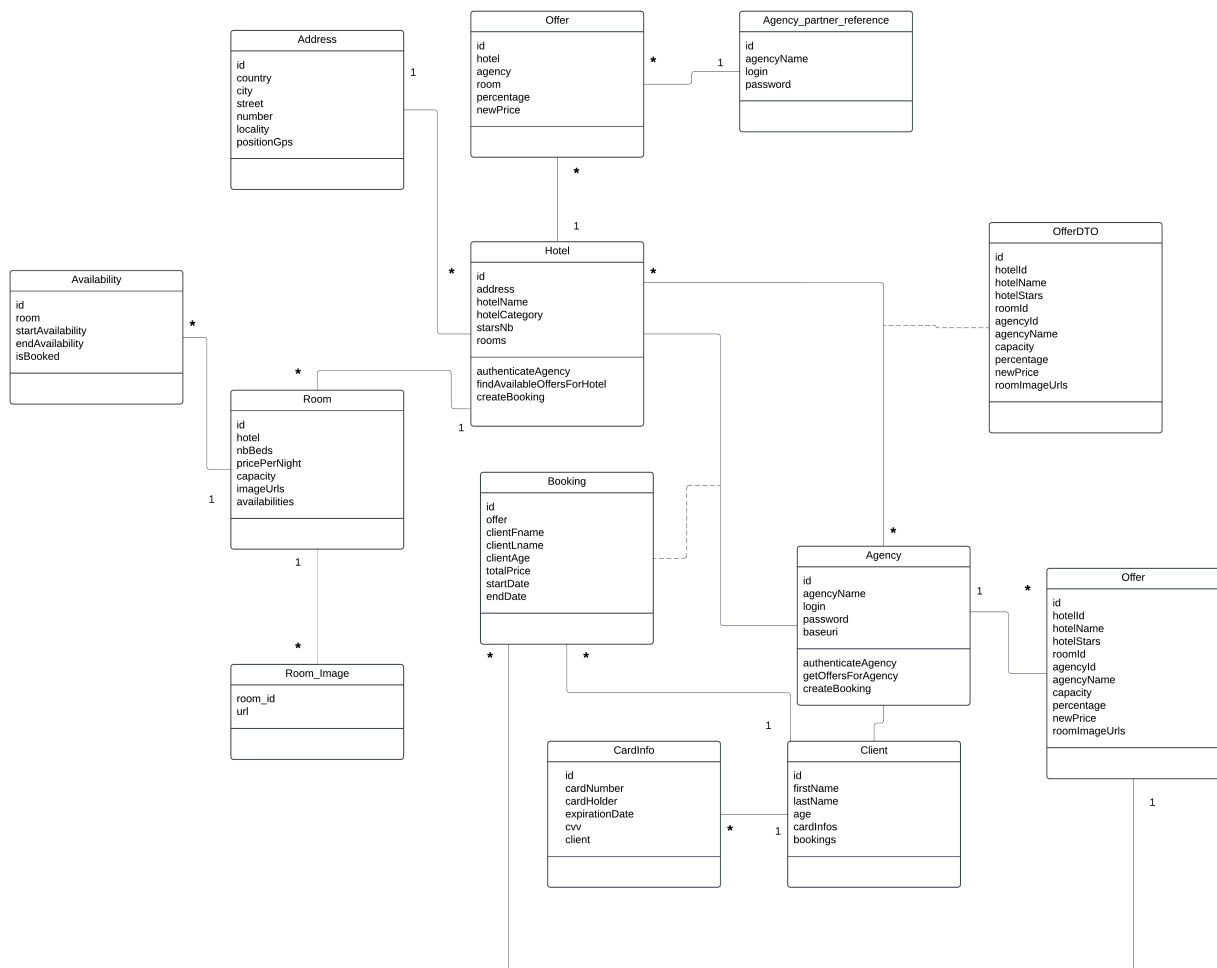 Address
id
country
city
street
number
locality
positionGps
1
Offer
id
hotel
agency
room
percentage
newPrice
*
1
Agency_partner_reference
id
agencyName
login
password
*
1
Availability
id
room
startAvailability
endAvailability
isBooked
*
*
Hotel
id
address
hotelName
hotelCategory
starsNb
rooms
authenticateAgency
findAvailableOffersForHotel
createBooking
*
OfferDTO
id
hotelId
hotelName
hotelStars
roomId
agencyId
agencyName
capacity
percentage
newPrice
roomImageUrls
*
1
Room
id
hotel
nbBeds
pricePerNight
capacity
imageUrls
availabilities
1
1
*
Room_Image
room_id
url
Booking
id
offer
clientFname
clientLname
clientAge
totalPrice
startDate
endDate
*
*
*
Agency
id
agencyName
login
password
baseuri
authenticateAgency
getOffersForAgency
createBooking
1
*
Offer
id
hotelId
hotelName
hotelStars
roomId
agencyId
agencyName
capacity
percentage
newPrice
roomImageUrls
1
CardInfo
id
cardNumber
cardHolder
expirationDate
cvv
client
*
1
1
Client
id
firstName
lastName
age
cardInfos
bookings